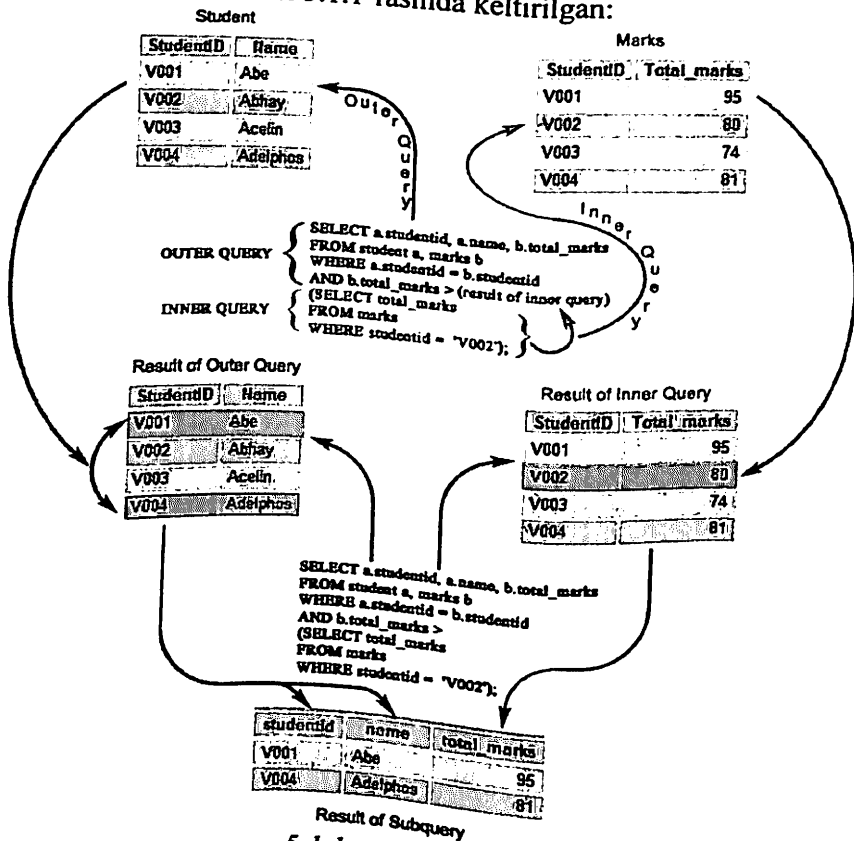 rasmda keltirilgan:
Student
StudentID Name
V001 Abe
V002 Abhay
V003 Acelin
V004 Adelphos
Marks
StudentID Total_marks
V001 95
V002 80
V003 74
V004 81
Outer Query
Inner Query
OUTER QUERY
SELECT a.studentid, a.name, b.total_marks
FROM student a, marks b
WHERE a.studentid = b.studentid
AND b.total_marks > (result of inner query)
INNER QUERY
(SELECT total_marks
FROM marks
WHERE studentid = 'V002');
Result of Outer Query
StudentID Name
V001 Abe
V002 Abhay
V003 Acelin
V004 Adelphos
Result of Inner Query
StudentID Total_marks
V001 95
V002 80
V003 74
V004 81
SELECT a.studentid, a.name, b.total_marks
FROM student a, marks b
WHERE a.studentid = b.studentid
AND b.total_marks >
(SELECT total_marks
FROM marks
WHERE studentid = 'V002');
studentid name total_marks
V001 Abe 95
V004 Adelphos 81
Result of Subquery